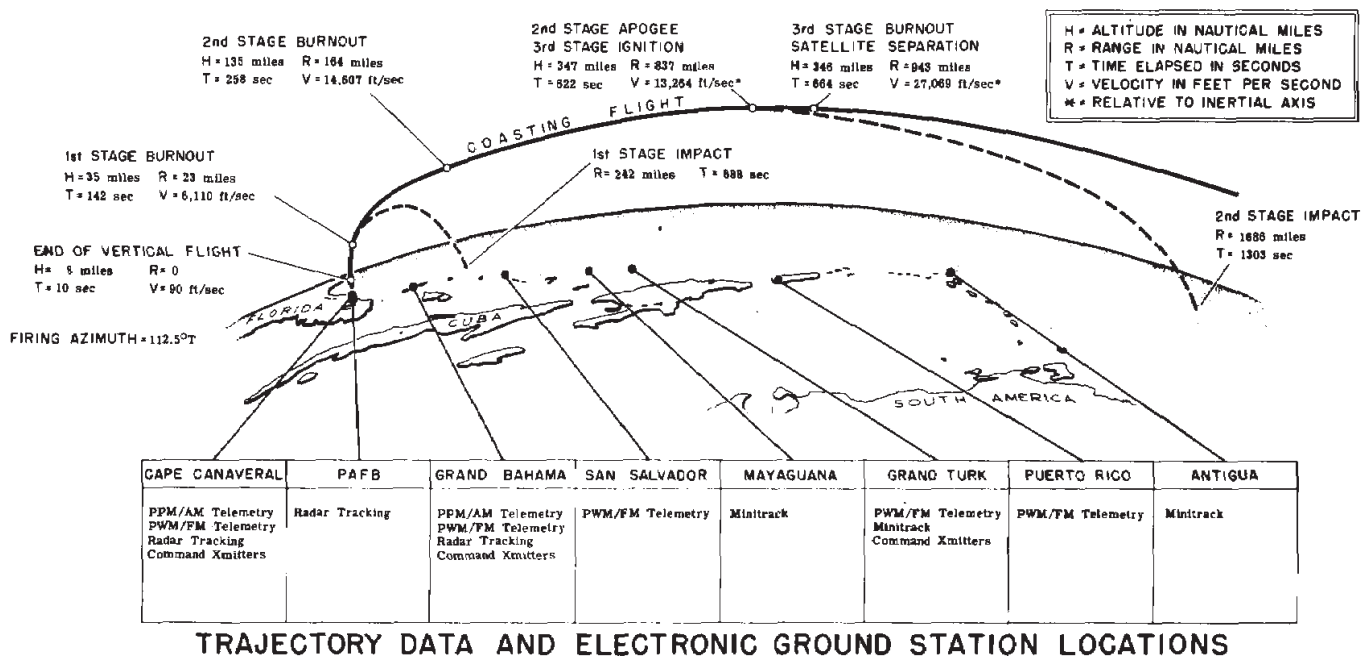 2nd STAGE BURNOUT
H = 135 miles R = 164 miles
T = 258 sec V = 14,607 ft/sec
2nd STAGE APOGEE
3rd STAGE IGNITION
H = 347 miles R = 837 miles
T = 622 sec V = 13,264 ft/sec*
3rd STAGE BURNOUT
SATELLITE SEPARATION
H = 346 miles R = 943 miles
T = 664 sec V = 27,069 ft/sec*
H = ALTITUDE IN NAUTICAL MILES
R = RANGE IN NAUTICAL MILES
T = TIME ELAPSED IN SECONDS
V = VELOCITY IN FEET PER SECOND
* = RELATIVE TO INERTIAL AXIS
COASTING FLIGHT
1st STAGE BURNOUT
H = 35 miles R = 23 miles
T = 142 sec V = 6,110 ft/sec
1st STAGE IMPACT
R = 242 miles T = 688 sec
2nd STAGE IMPACT
R = 1686 miles
T = 1303 sec
END OF VERTICAL FLIGHT
H = miles R = 0
T = 10 sec V = 90 ft/sec
FLORIDA
CUBA
FIRING AZIMUTH = 112.5°T
SOUTH AMERICA
CAPE CANAVERAL
PPM/AM Telemetry
PWM/FM Telemetry
Radar Tracking
Command Xmitters
PAFB
Radar Tracking
GRAND BAHAMA
PPM/AM Telemetry
PWM/FM Telemetry
Radar Tracking
Command Xmitters
SAN SALVADOR
PWM/FM Telemetry
MAYAGUANA
Minitrack
GRAND TURK
PWM/FM Telemetry
Minitrack
Command Xmitters
PUERTO RICO
PWM/FM Telemetry
ANTIGUA
Minitrack
TRAJECTORY DATA AND ELECTRONIC GROUND STATION LOCATIONS